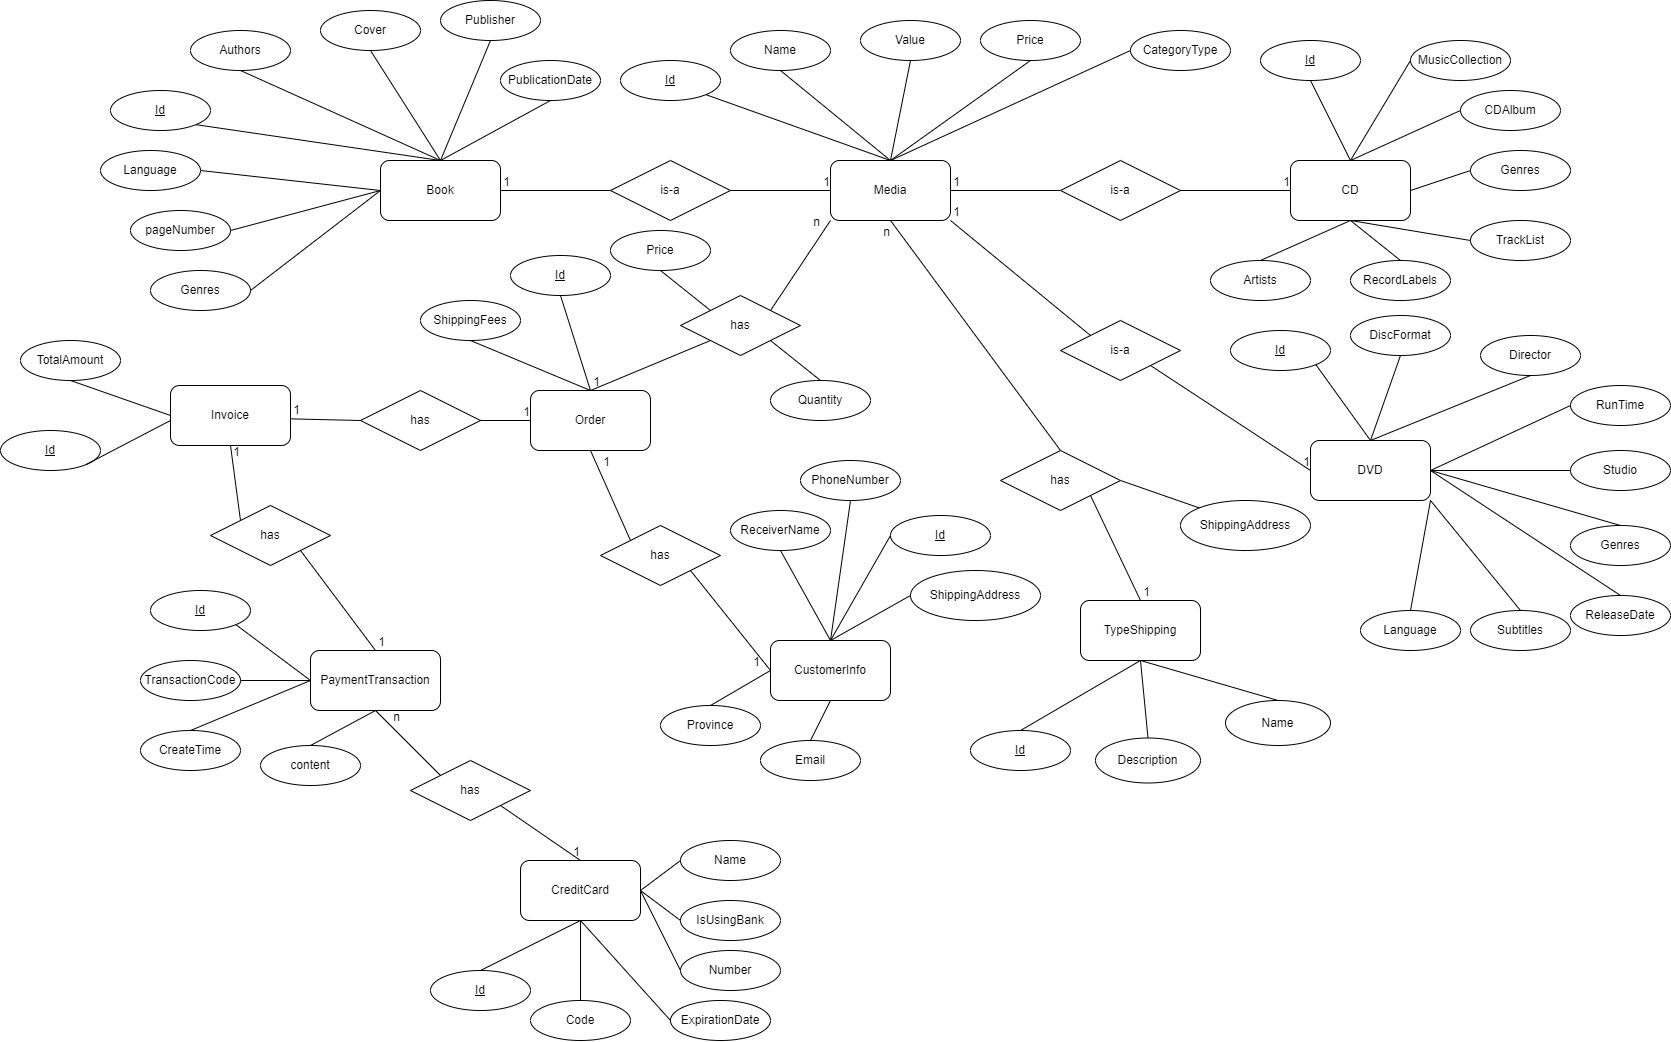 Publisher
Cover
Authors
PublicationDate
Id
Language
pageNumber
Genres
Book
1
is-a
1
Name
Value
Price
CategoryType
Id
Media
1
is-a
1
Id
MusicCollection
CDAlbum
Genres
CD
TrackList
Artists
RecordLabels
1
n
n
Price
Id
ShippingFees
has
Quantity
1
is-a
1
Id
DiscFormat
Director
RunTime
DVD
Studio
Genres
ReleaseDate
Language
Subtitles
TotalAmount
Invoice
Id
1
has
1
Order
1
1
has
has
1
PhoneNumber
ReceiverName
Id
ShippingAddress
CustomerInfo
Province
Email
has
ShippingAddress
1
TypeShipping
Id
Description
Name
1
Id
TransactionCode
PaymentTransaction
CreateTime
content
n
has
1
CreditCard
Name
IsUsingBank
Number
Id
Code
ExpirationDate